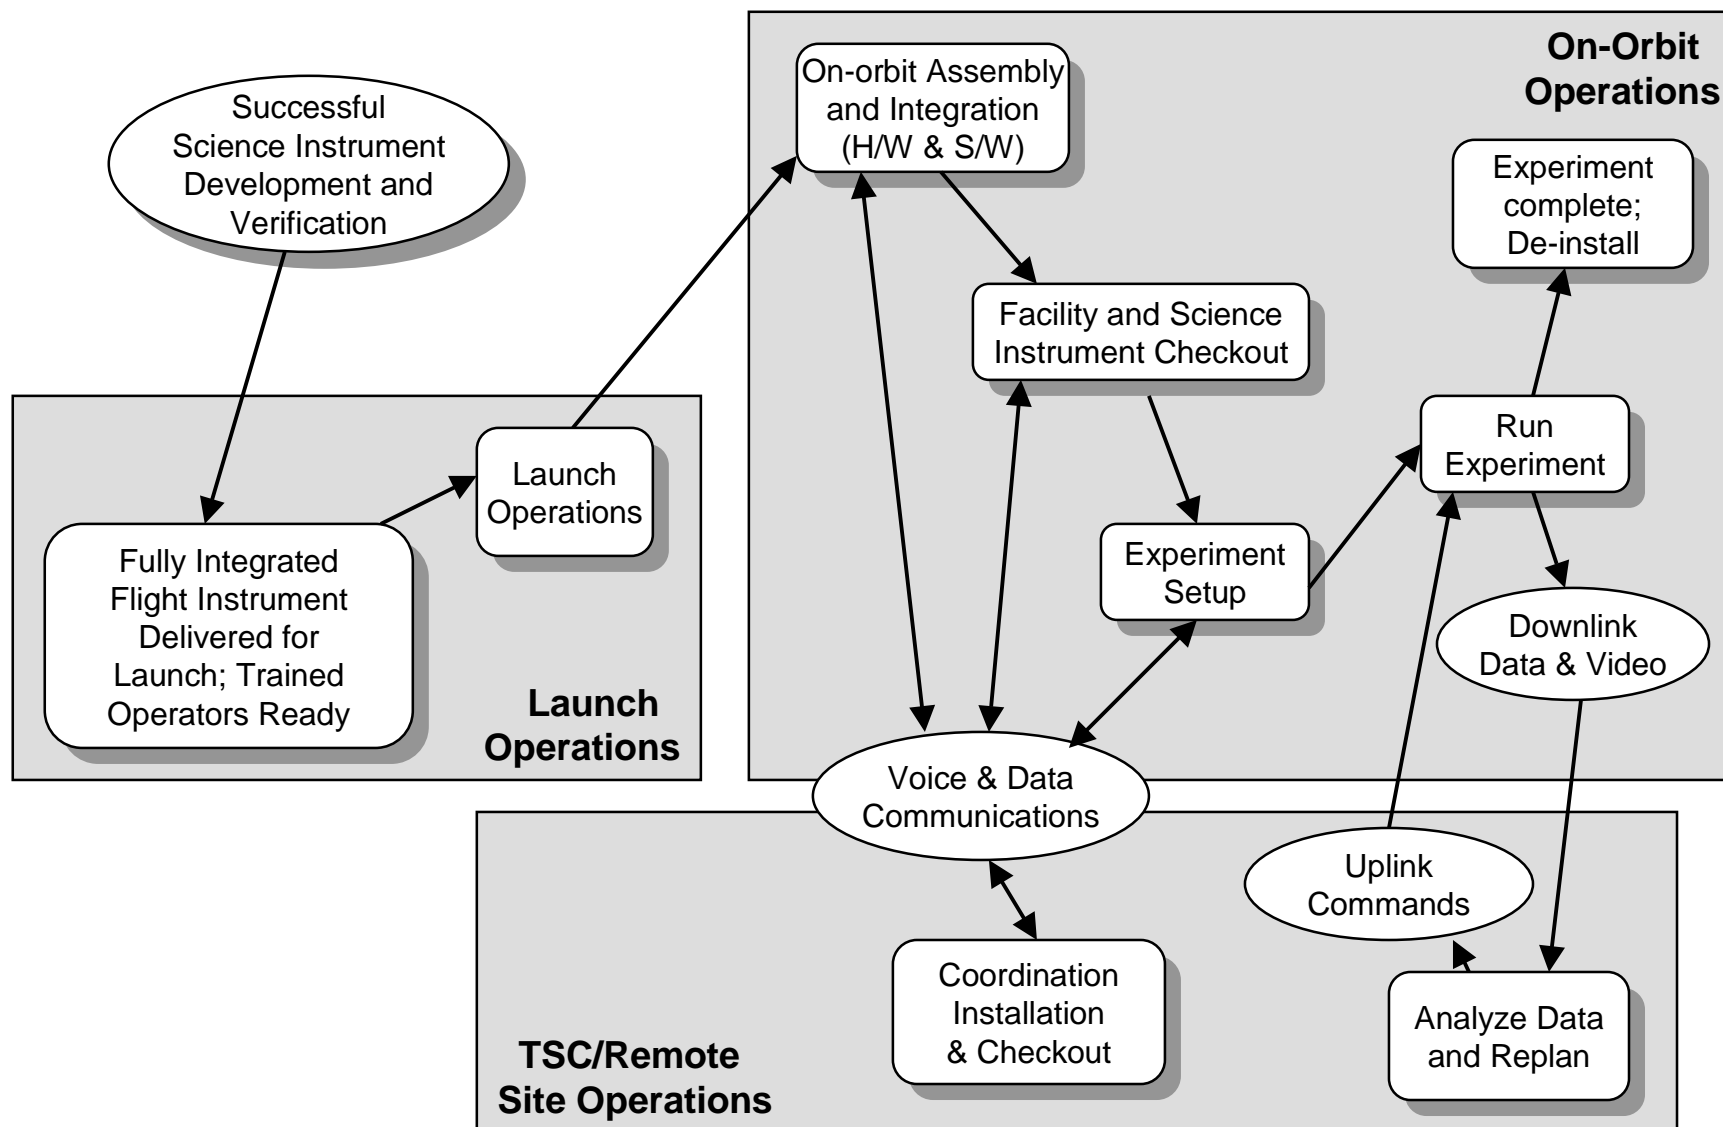 On-Orbit
Operations
On-orbit Assembly
and Integration
(H/W & S/W)
Successful
Science Instrument
Development and
Verification
Experiment
complete;
De-install
Facility and Science
Instrument Checkout
Run
Experiment
Launch
Operations
Fully Integrated
Flight Instrument
Delivered for
Launch; Trained
Operators Ready
Experiment
Setup
Downlink
Data & Video
Launch
Operations
Voice & Data
Communications
Uplink
Commands
Coordination
Installation
& Checkout
Analyze Data
and Replan
TSC/Remote
Site Operations